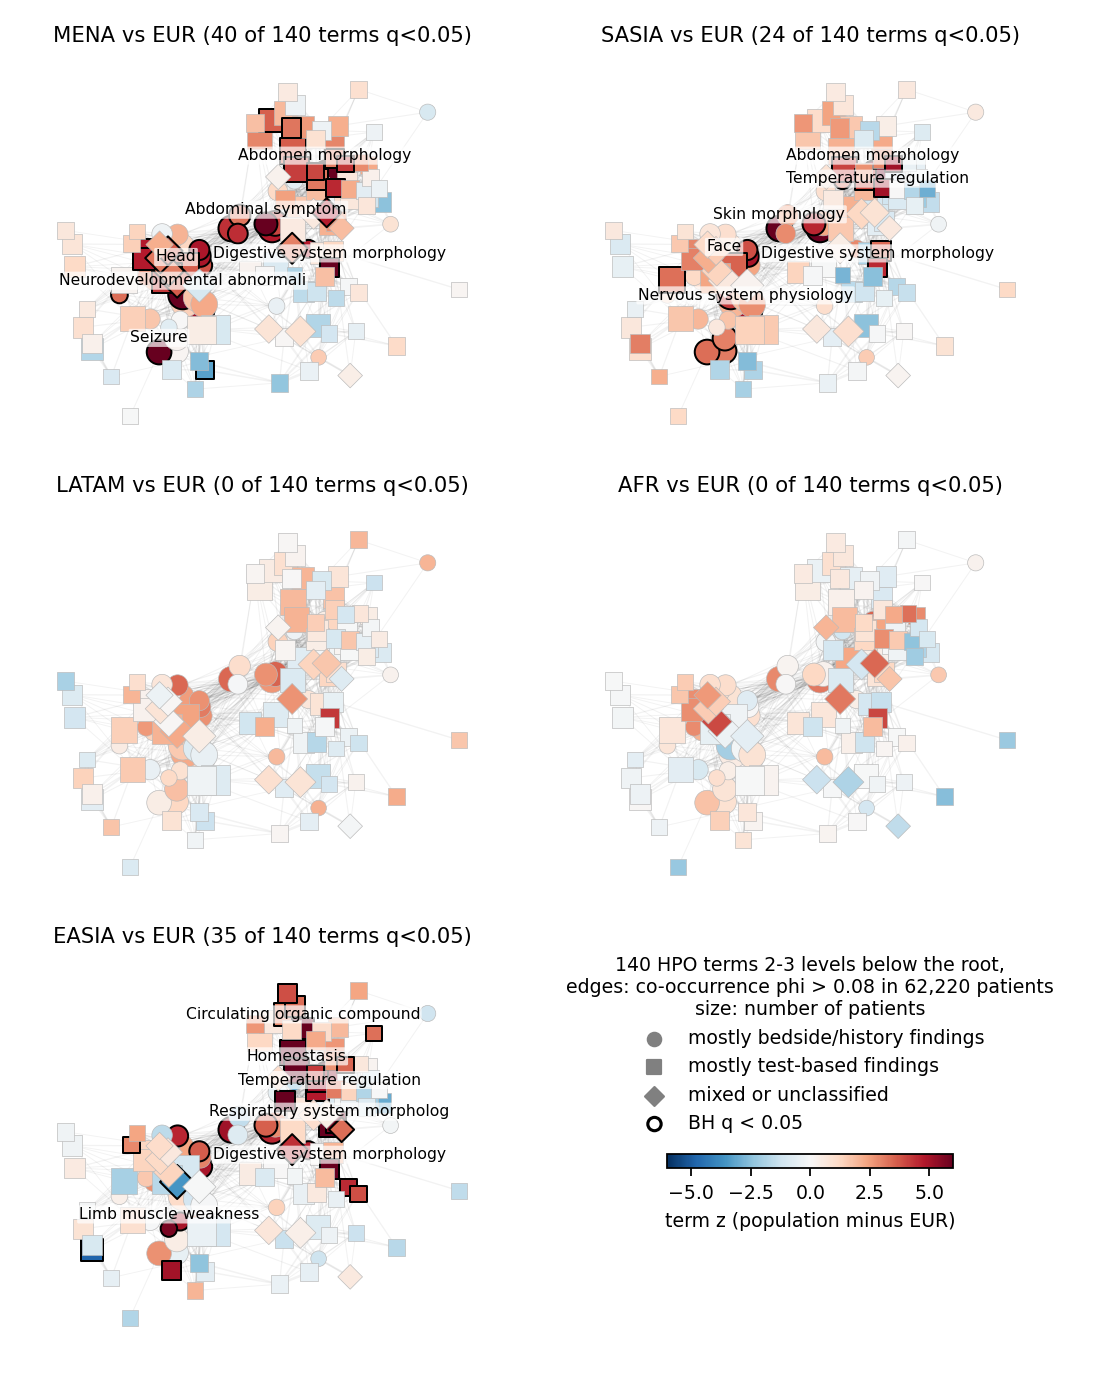 MENA vs EUR (40 of 140 terms q<0.05)
Abdomen morphology
Abdominal symptom
Head
Digestive system morphology
Neurodevelopmental abnormali
Seizure
SASIA vs EUR (24 of 140 terms q<0.05)
Abdomen morphology
Temperature regulation
Skin morphology
Face
Digestive system morphology
Nervous system physiology
LATAM vs EUR (0 of 140 terms q<0.05)
AFR vs EUR (0 of 140 terms q<0.05)
EASIA vs EUR (35 of 140 terms q<0.05)
Circulating organic compound
Homeostasis
Temperature regulation
Respiratory system morpholog
Digestive system morphology
Limb muscle weakness
140 HPO terms 2-3 levels below the root,
edges: co-occurrence phi > 0.08 in 62,220 patients
size: number of patients
mostly bedside/history findings
mostly test-based findings
mixed or unclassified
BH q < 0.05
−5.0 −2.5 0.0 2.5 5.0
term z (population minus EUR)